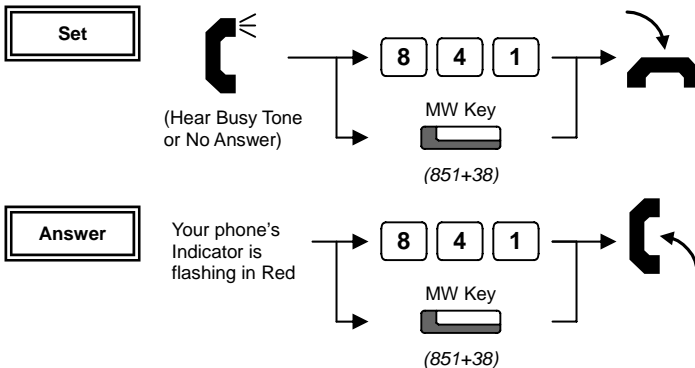 Set
(Hear Busy Tone
or No Answer)
8 4 1
MW Key
(851+38)
Answer
Your phone's
Indicator is
flashing in Red
8 4 1
MW Key
(851+38)